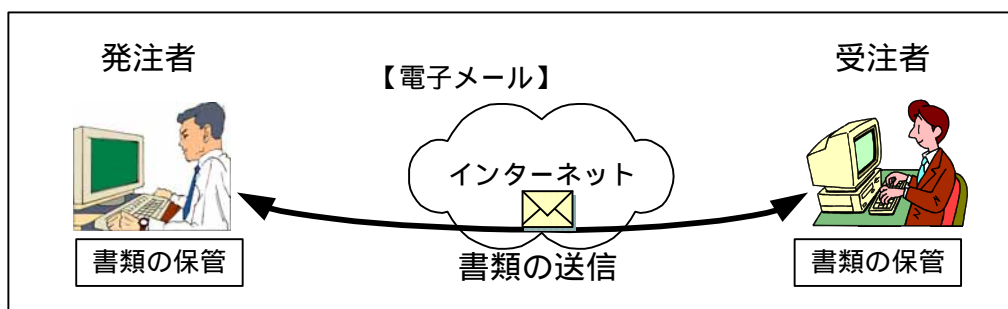 発注者
受注者
【電子メール】
インターネット
書類の送信
書類の保管
書類の保管